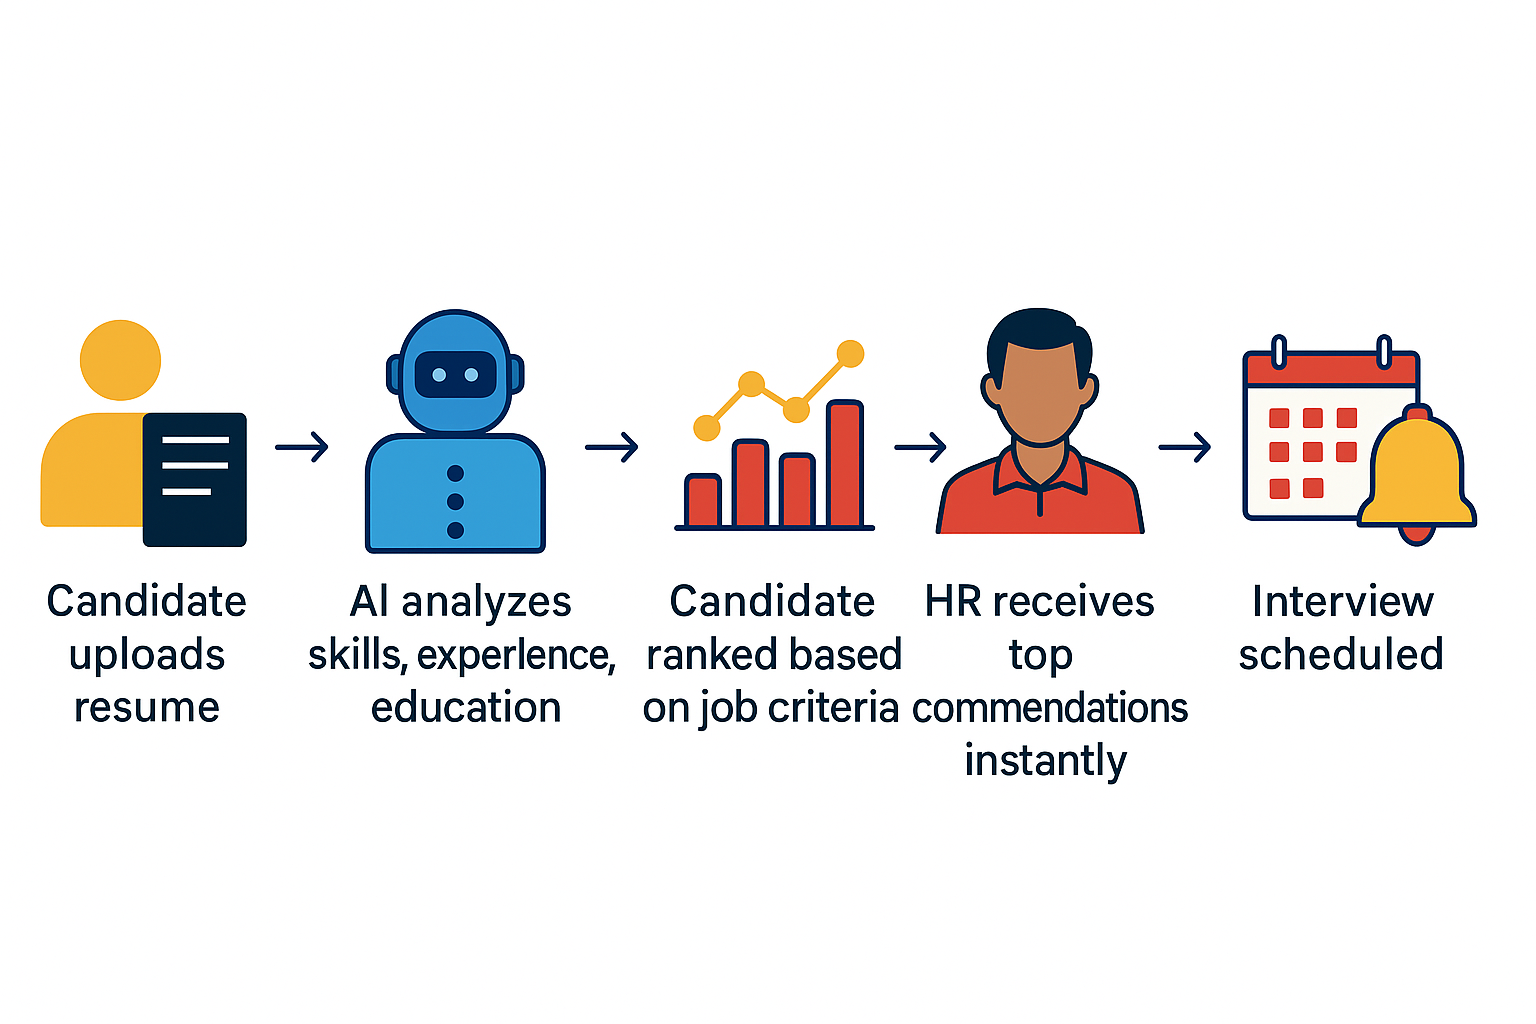 Candidate
uploads
resume
AI analyzes
skills, experlence,
education
Candidate
ranked based
on job criteria
HR receives
top
commendations
instantly
Interview
scheduled